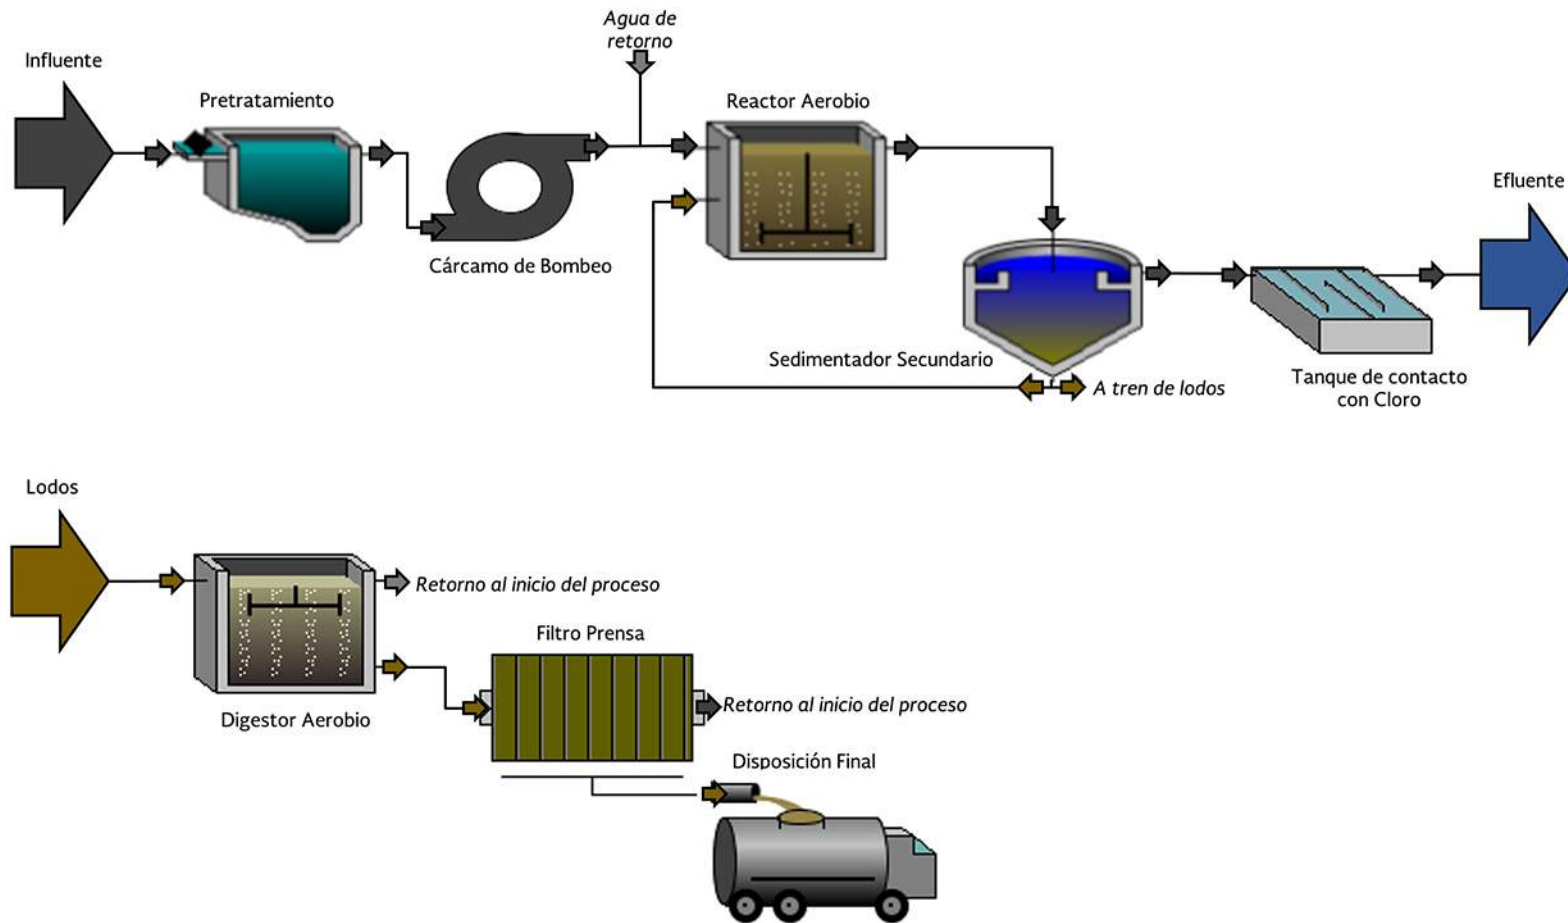 Agua de
retorno
Influente
Pretratamiento
Reactor Aerobio
Efluente
Cárcamo de Bombeo
Sedimentador Secundario
A tren de lodos
Tanque de contacto
con Cloro
Lodos
Retorno al inicio del proceso
Filtro Prensa
Digestor Aerobio
Retorno al inicio del proceso
Disposición Final